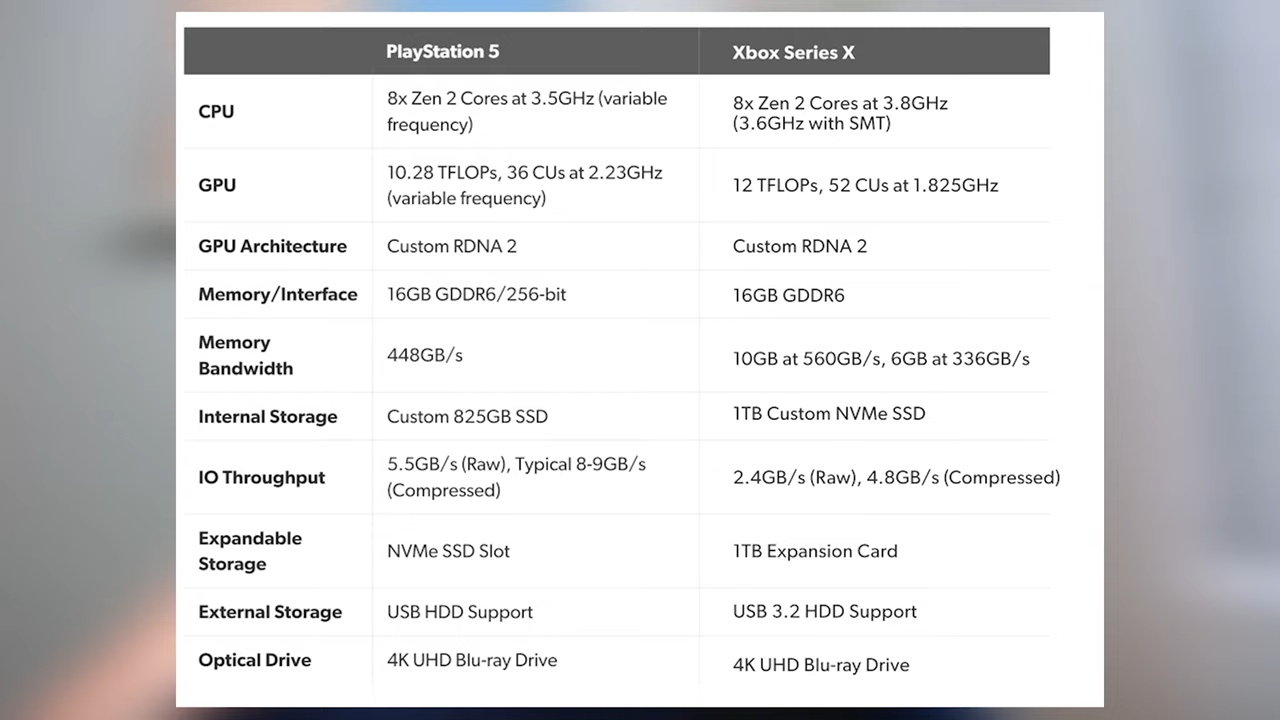 PlayStation 5
Xbox Series X
CPU
8x Zen 2 Cores at 3.5GHz (variable
frequency)
8x Zen 2 Cores at 3.8GHz
(3.6GHz with SMT)
GPU
10.28 TFLOPs, 36 CUs at 2.23GHz
(variable frequency)
12 TFLOPs, 52 CUs at 1.825GHz
GPU Architecture
Custom RDNA 2
Custom RDNA 2
Memory/Interface
16GB GDDR6/256-bit
16GB GDDR6
Memory
Bandwidth
448GB/s
10GB at 560GB/s, 6GB at 336GB/s
Internal Storage
Custom 825GB SSD
1TB Custom NVMe SSD
IO Throughput
5.5GB/s (Raw), Typical 8-9GB/s
(Compressed)
2.4GB/s (Raw), 4.8GB/s (Compressed)
Expandable
Storage
NVMe SSD Slot
1TB Expansion Card
External Storage
USB HDD Support
USB 3.2 HDD Support
Optical Drive
4K UHD Blu-ray Drive
4K UHD Blu-ray Drive